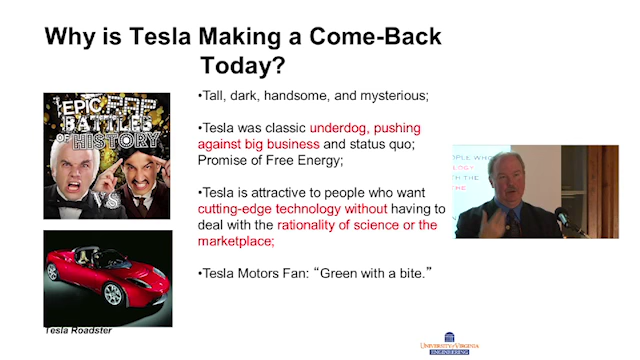 Why is Tesla Making a Come-Back
Today?
•Tall, dark, handsome, and mysterious;
•Tesla was classic underdog, pushing
against big business and status quo;
Promise of Free Energy;
•Tesla is attractive to people who want
cutting-edge technology without having to
deal with the rationality of science or the
marketplace;
•Tesla Motors Fan: “Green with a bite.”
EPIC RAP
BATTLES
OF HISTORY
VS
Tesla Roadster
WITH THE
UNIVERSITY of VIRGINIA
ENGINEERING